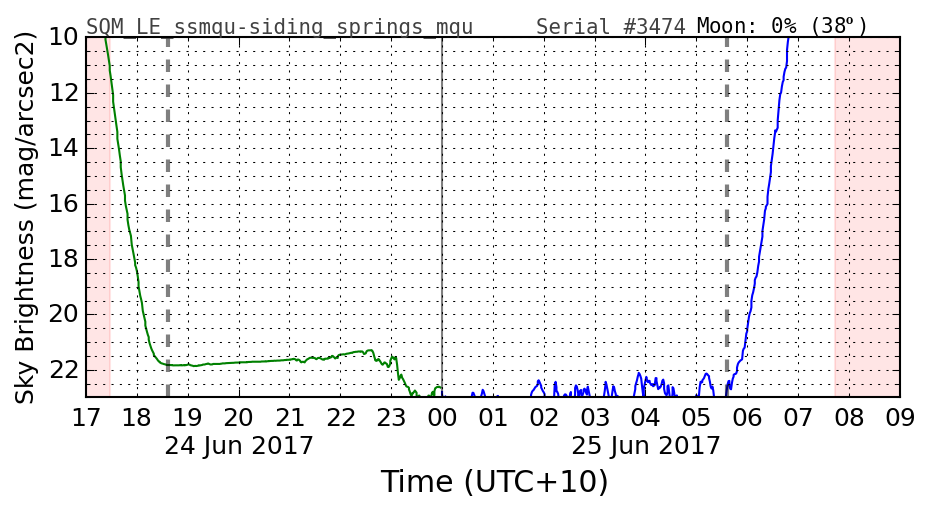 SQM_LE_ssmqu-siding_springs_mqu Serial #3474 Moon: 0% (38°)
Sky Brightness (mag/arcsec2)
10
12
14
16
18
20
22
17 18 19 20 21 22 23 00 01 02 03 04 05 06 07 08 09
24 Jun 2017 25 Jun 2017
Time (UTC+10)